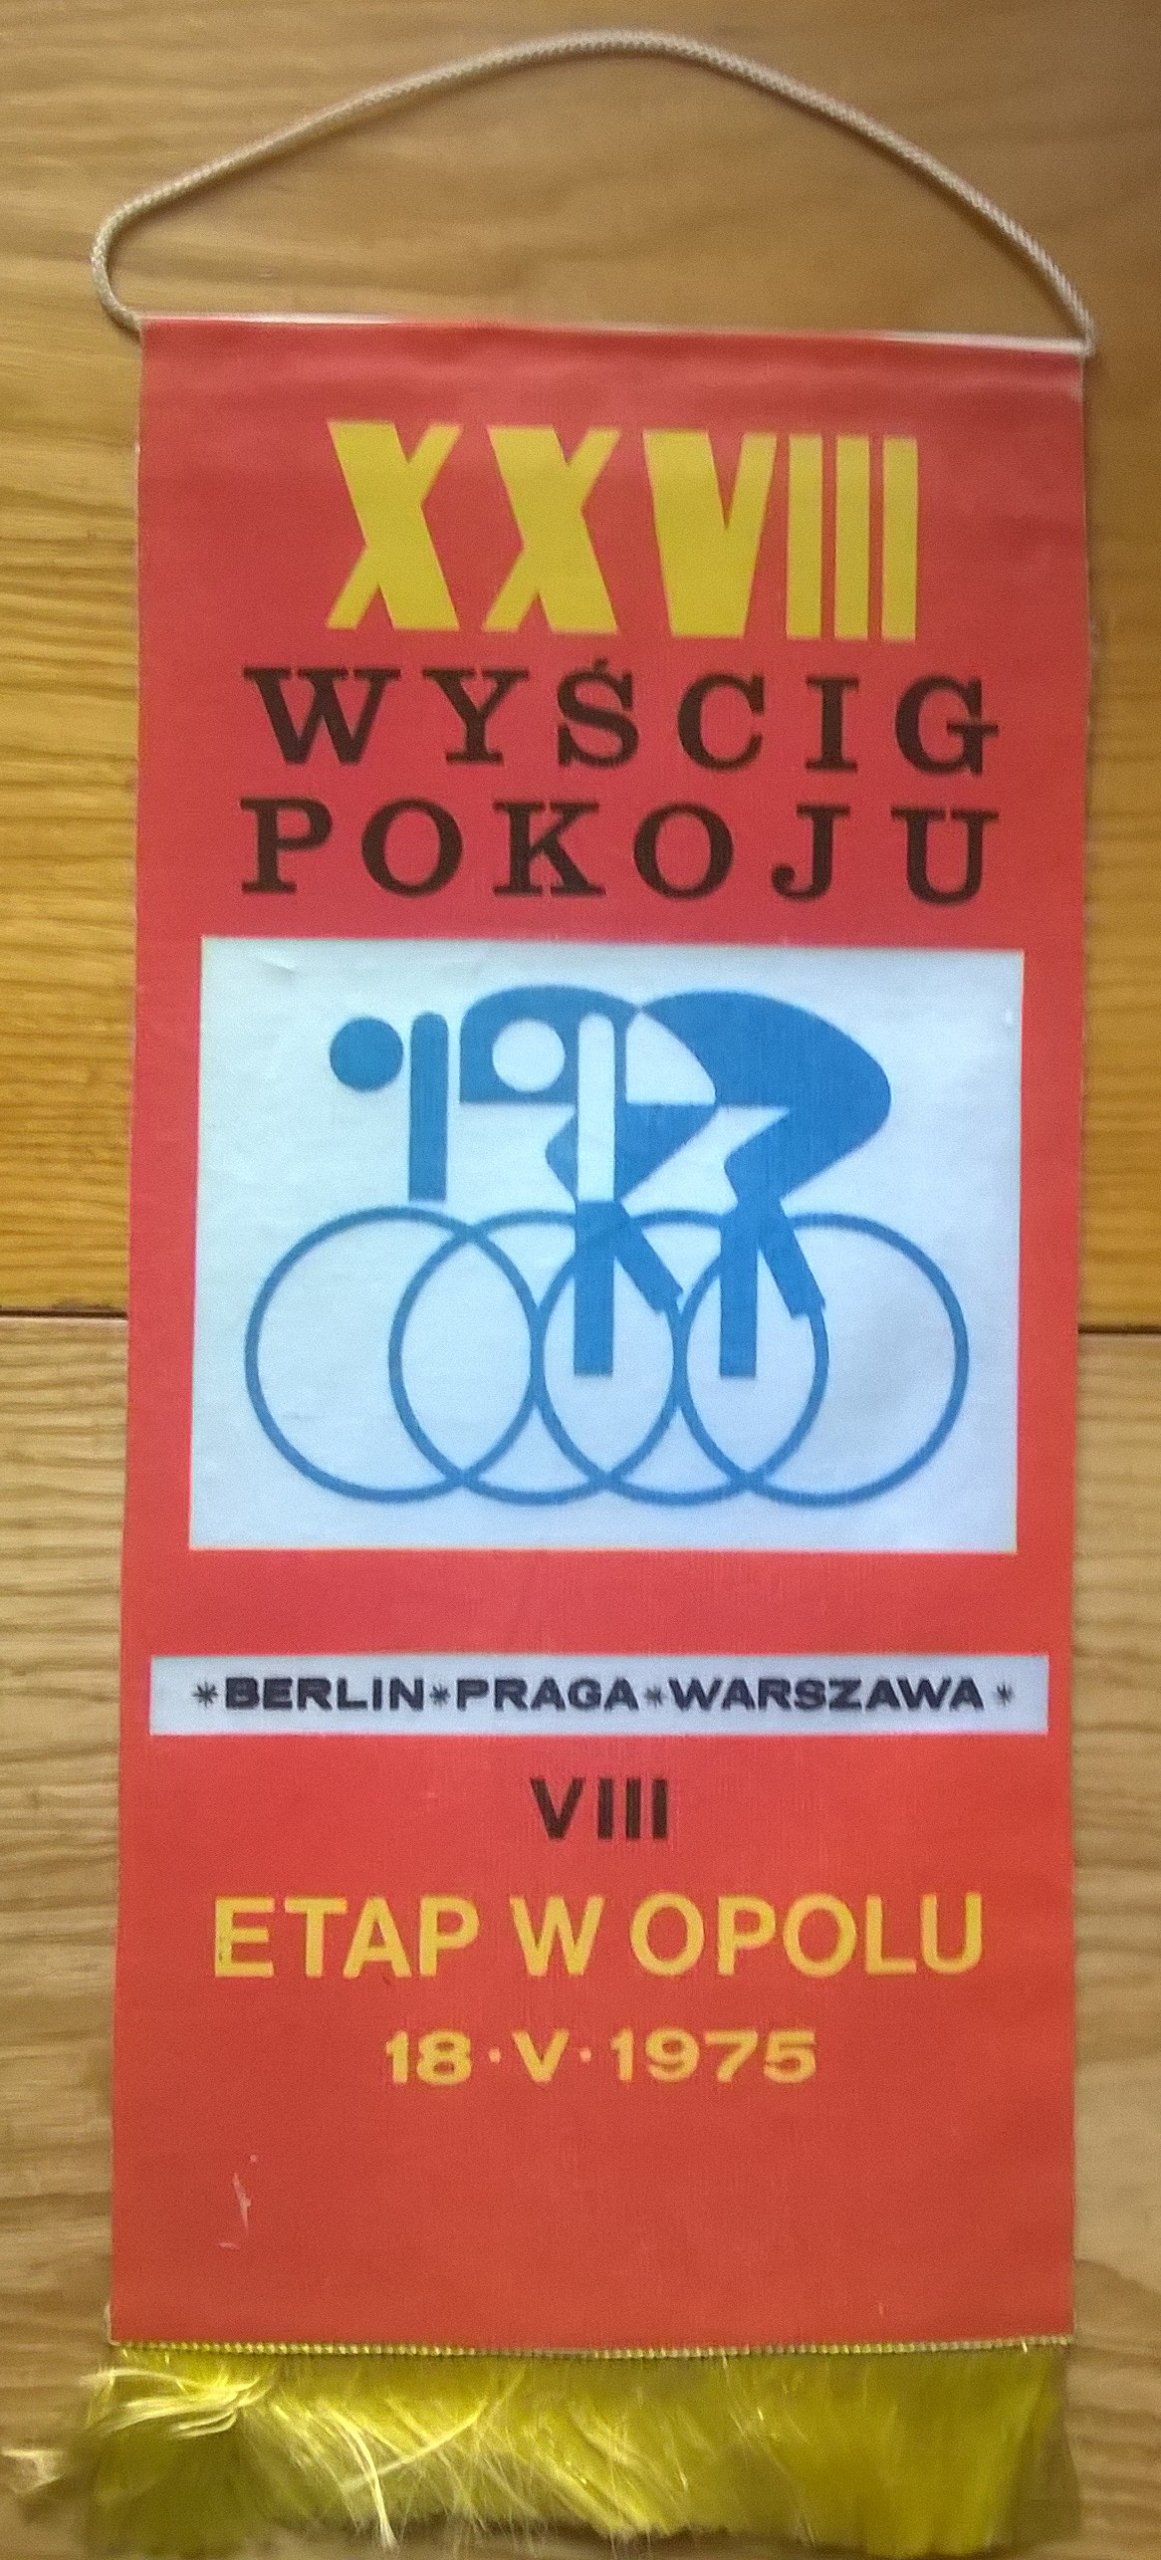 XXVIII
WYŚCIG
POKOJU
*BERLIN*PRAGA*WARSZAWA*
VIII
ETAP W OPOLU
18·V·1975